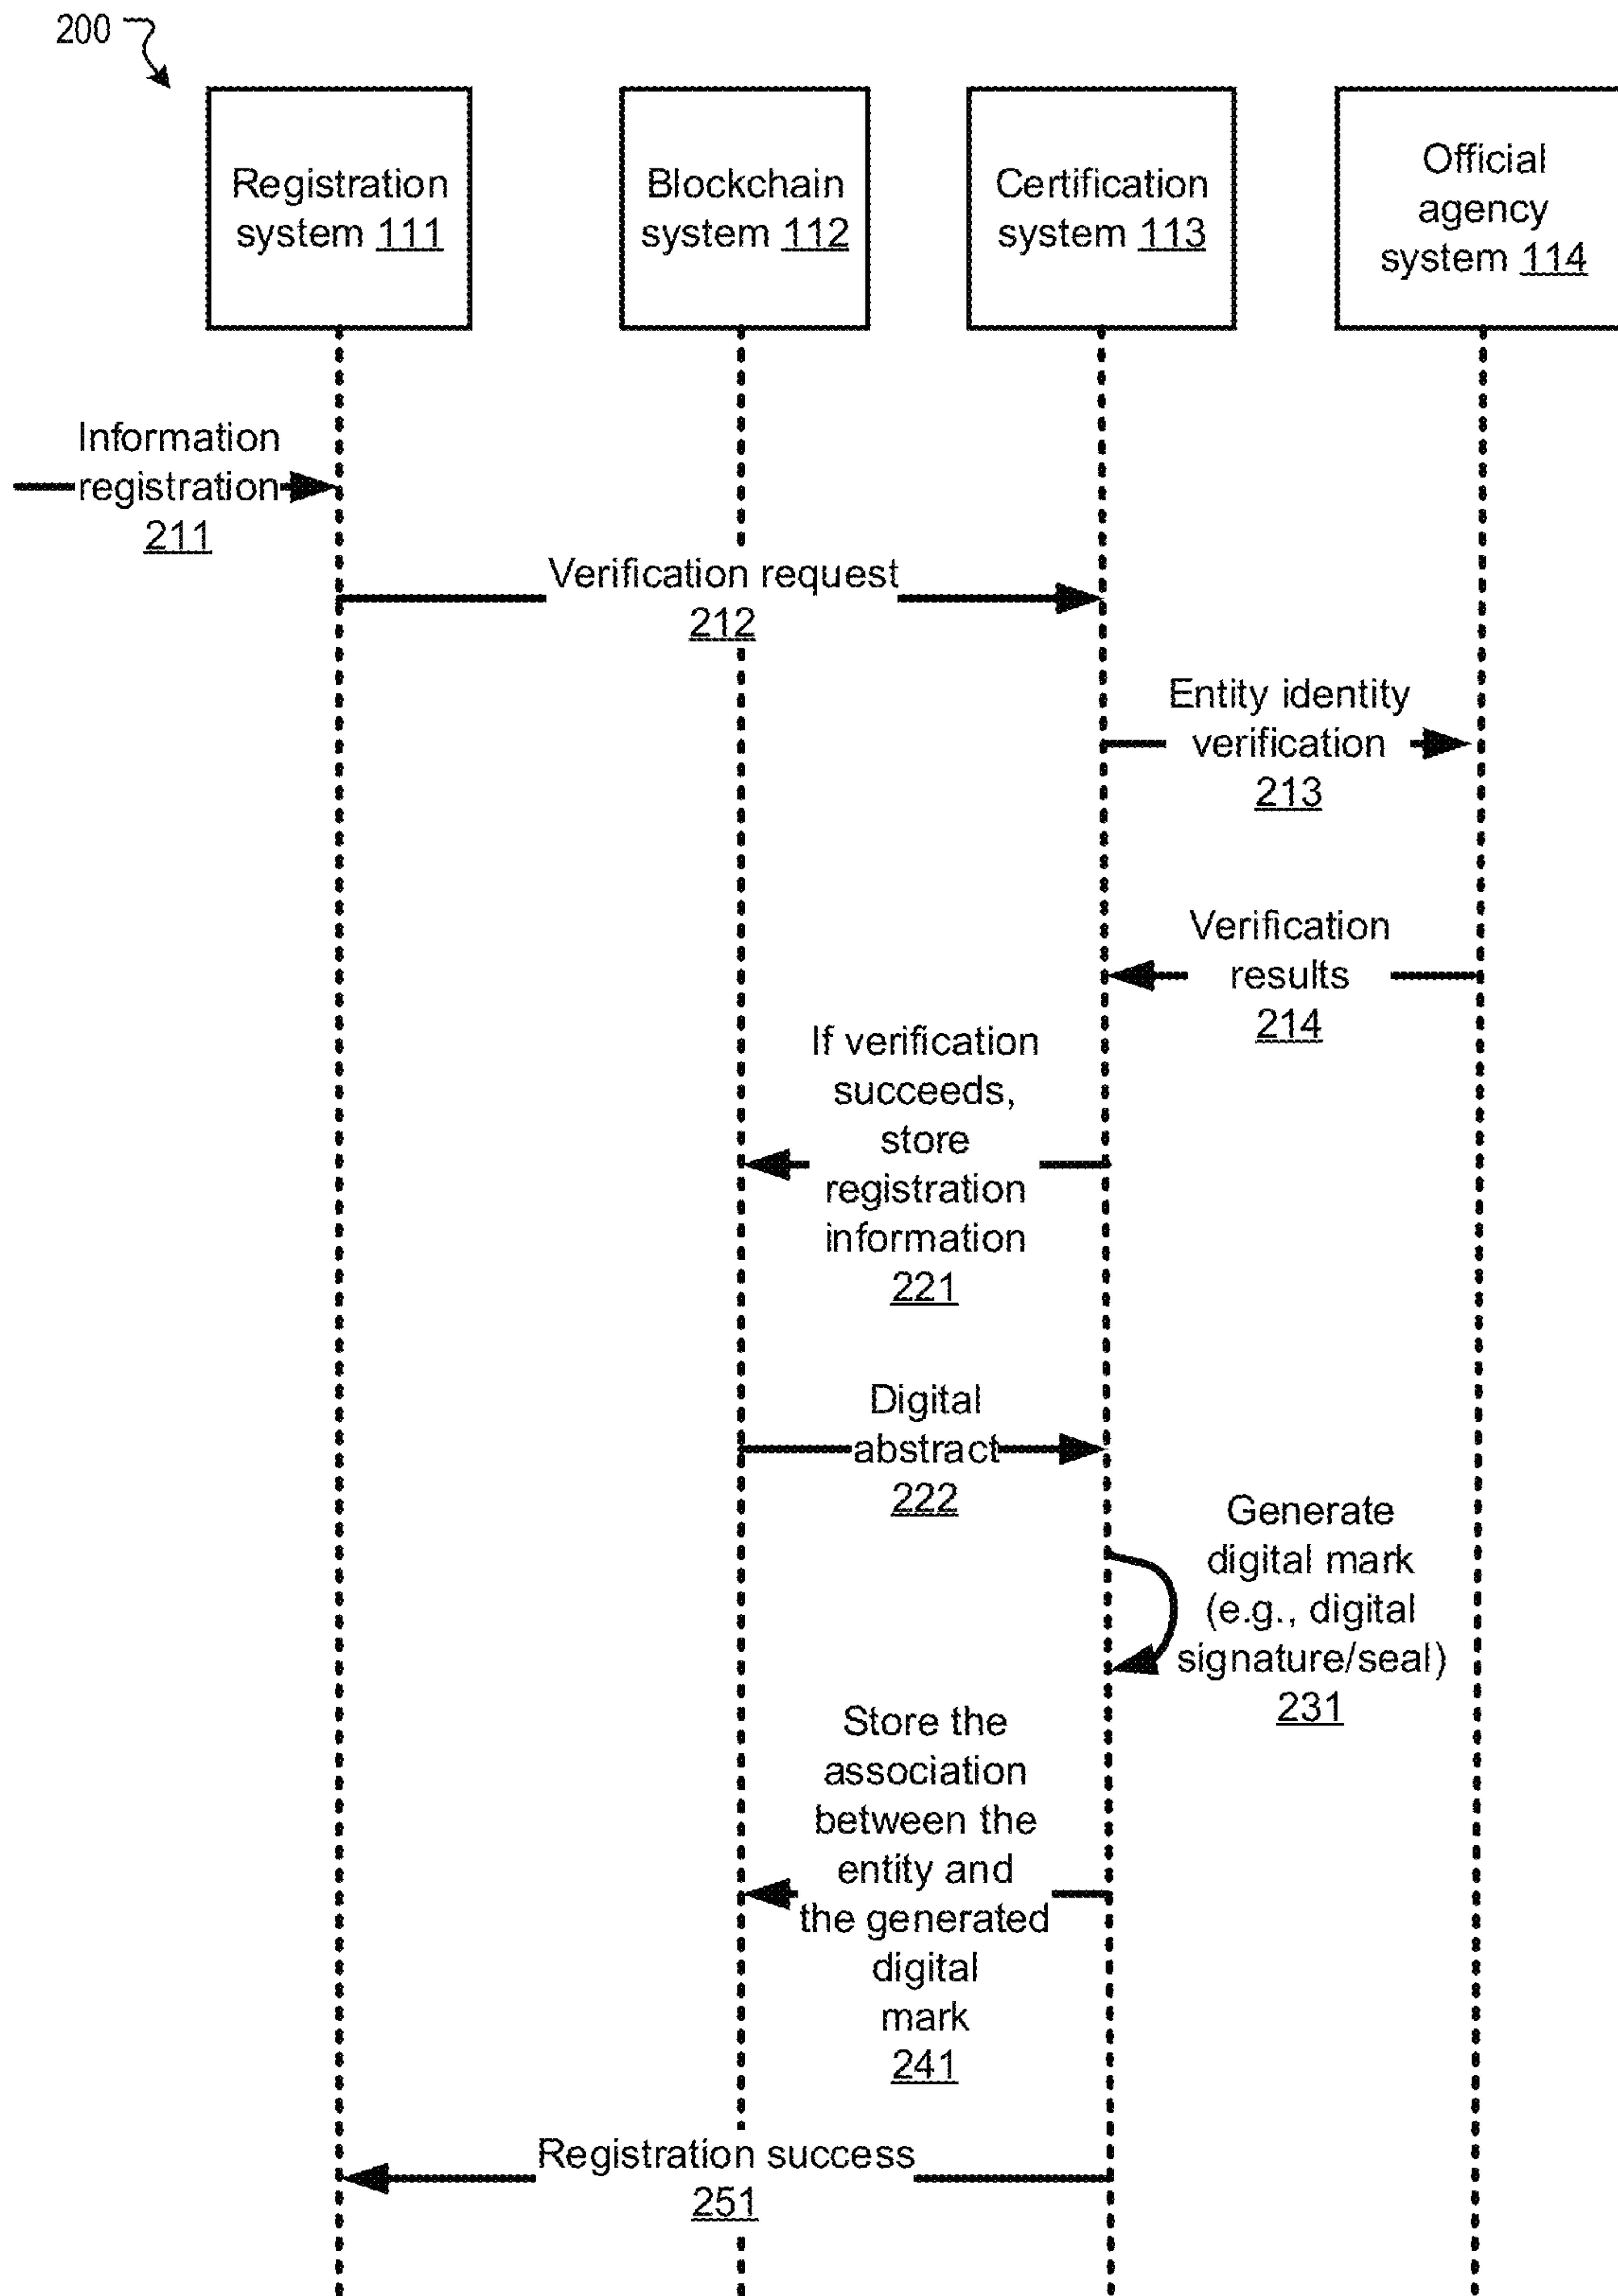 200
Registration
system 111
Blockchain
system 112
Certification
system 113
Official
agency
system 114
Information
registration
211
Verification request
212
Entity identity
verification
213
Verification
results
214
If verification
succeeds,
store
registration
information
221
Digital
abstract
222
Generate
digital mark
(e.g., digital
signature/seal)
231
Store the
association
between the
entity and
the generated
digital
mark
241
Registration success
251